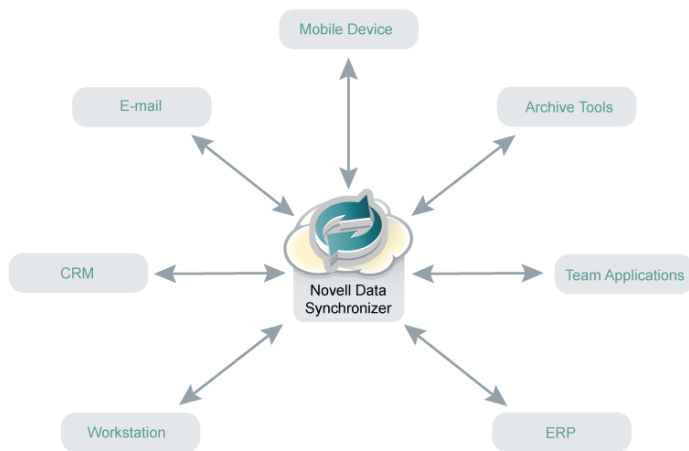 Mobile Device
E-mail
Archive Tools
CRM
Novell Data
Synchronizer
Team Applications
Workstation
ERP